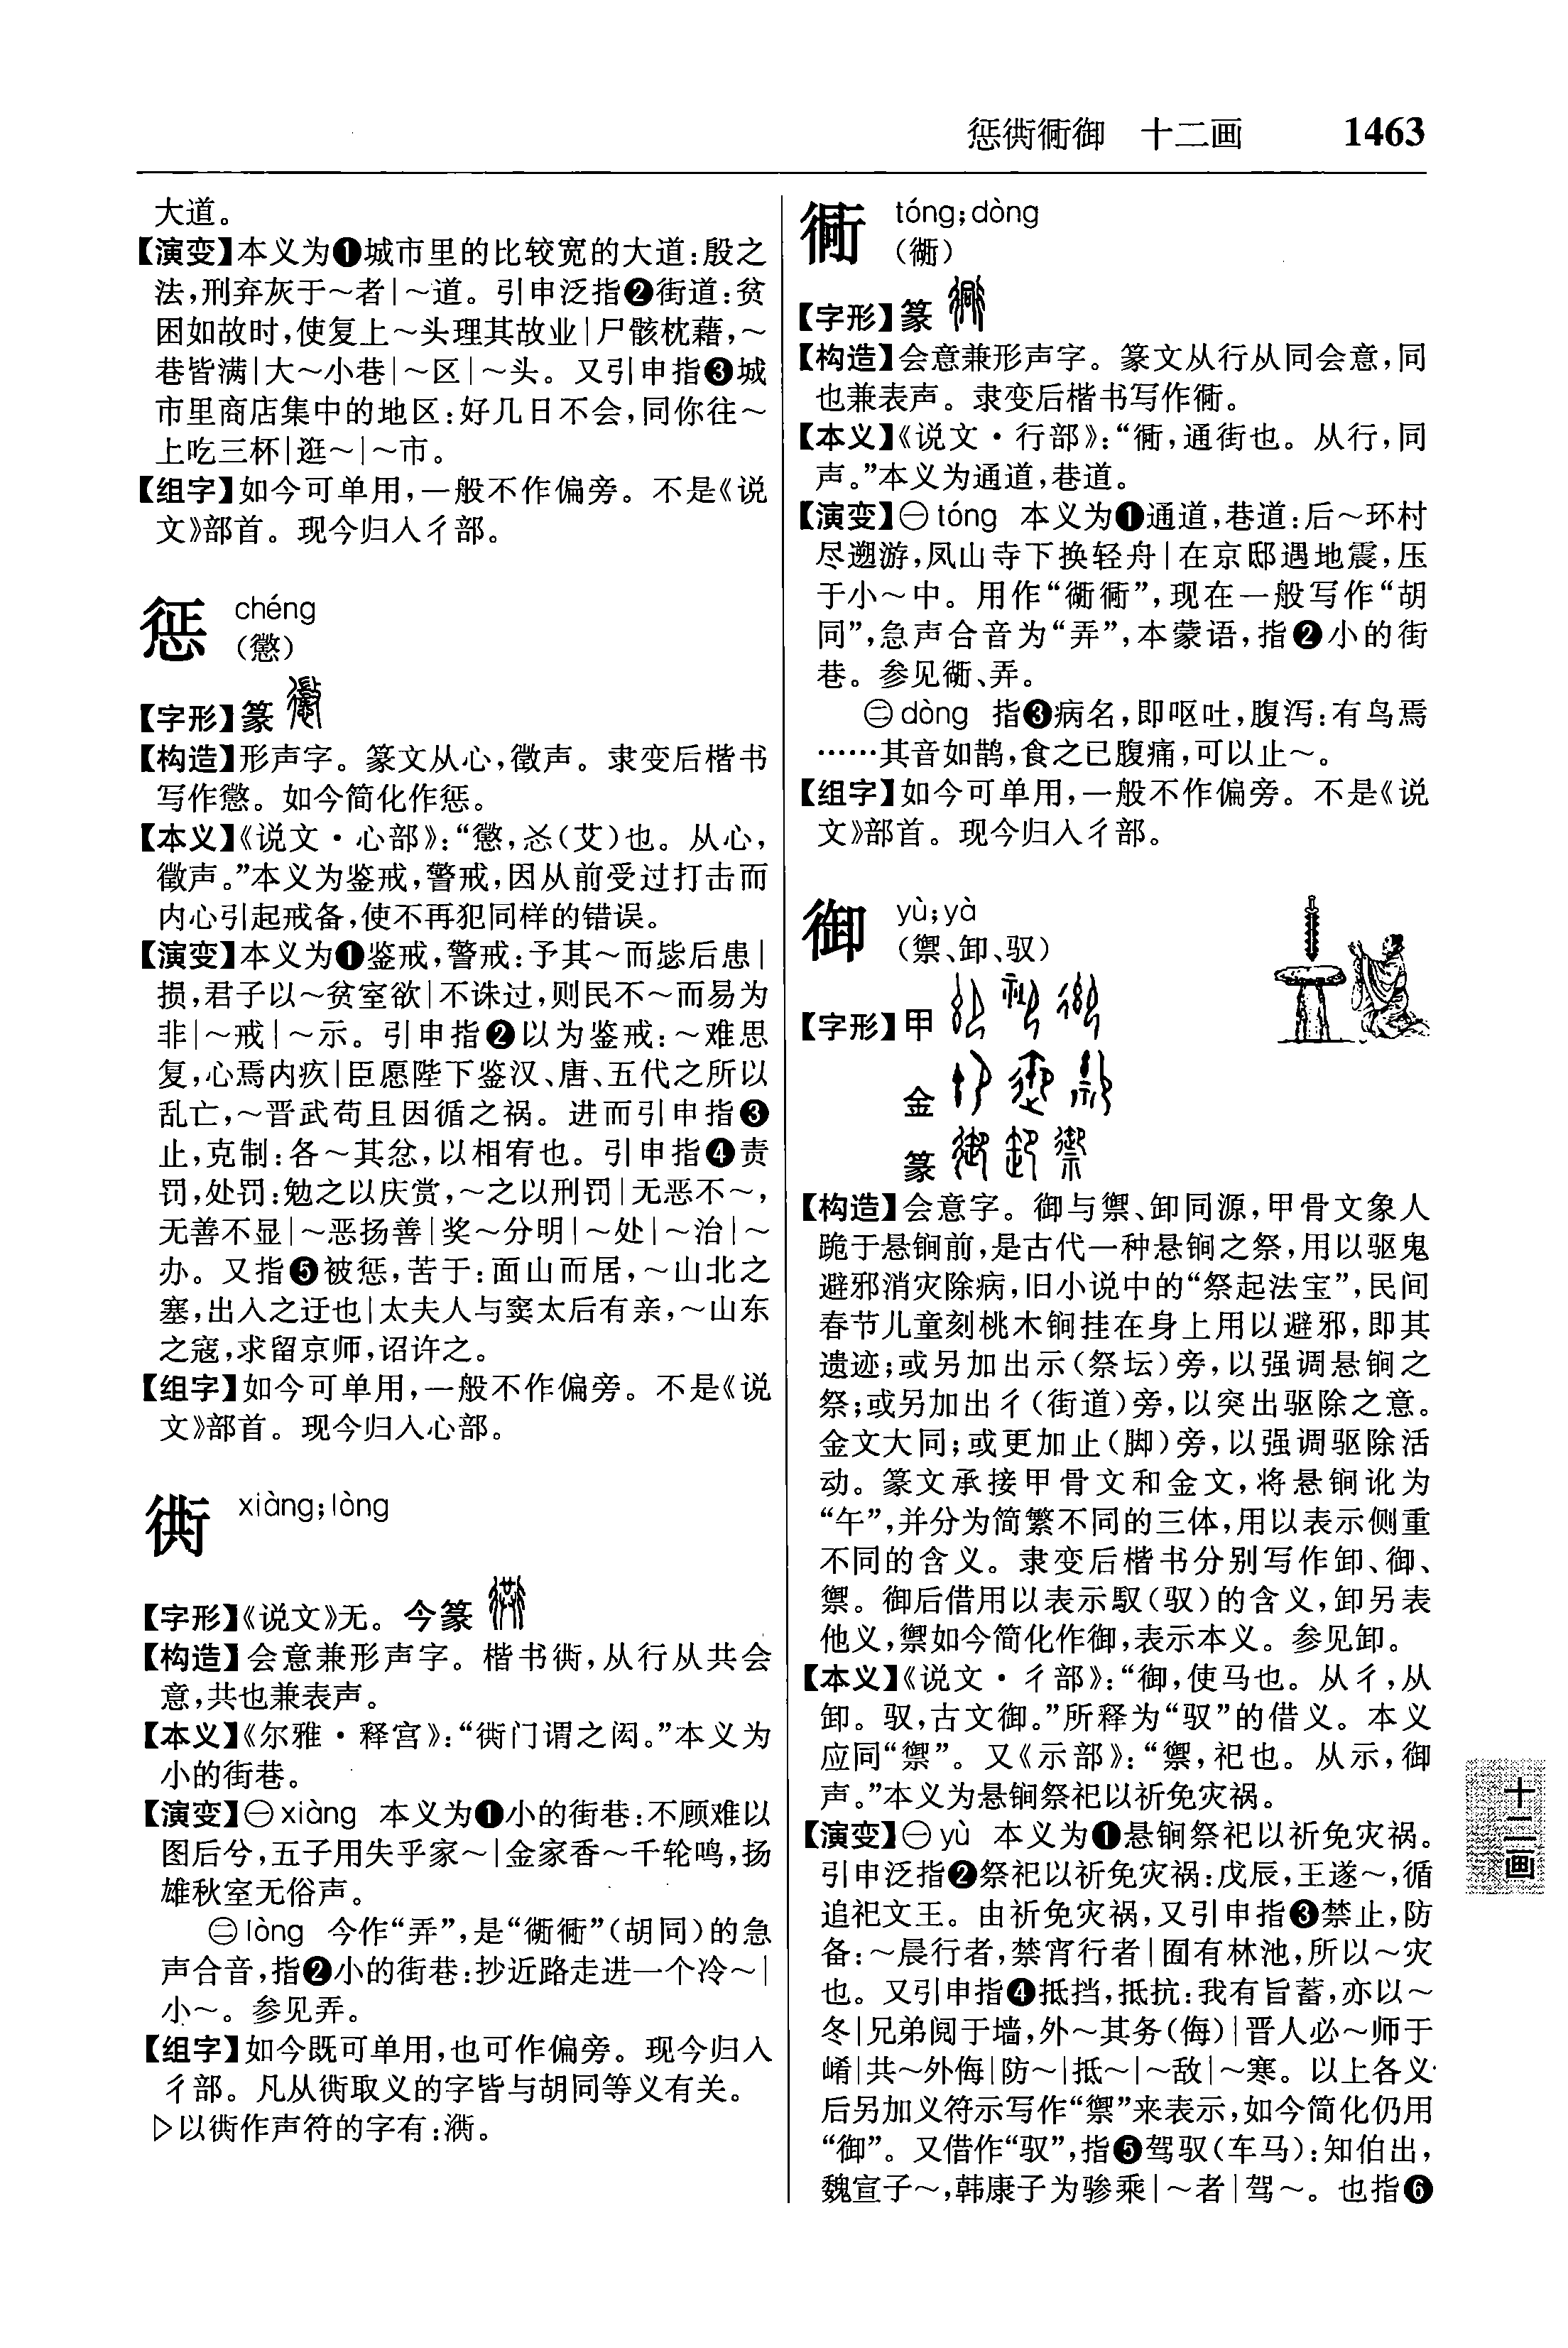 惩衖衕御　十二画　1463
大道。
【演变】本义为❶城市里的比较宽的大道：殷之
法，刑弃灰于～者｜～道。引申泛指❷街道：贫
困如故时，使复上～头理其故业｜尸骸枕藉，～
巷皆满｜大～小巷｜～区｜～头。又引申指❸城
市里商店集中的地区：好几日不会，同你往～
上吃三杯｜逛～｜～市。
【组字】如今可单用，一般不作偏旁。不是《说
文》部首。现今归入彳部。
惩 chéng
（懲）
【字形】篆
【构造】形声字。篆文从心，徵声。隶变后楷书
写作懲。如今简化作惩。
【本义】《说文·心部》：“懲，㣻（艾）也。从心，
徵声。”本义为鉴戒，警戒，因从前受过打击而
内心引起戒备，使不再犯同样的错误。
【演变】本义为❶鉴戒，警戒：予其～而毖后患｜
损，君子以～贫窒欲｜不诛过，则民不～而易为
非｜～戒｜～示。引申指❷以为鉴戒：～难思
复，心焉内疚｜臣愿陛下鉴汉、唐、五代之所以
乱亡，～晋武苟且因循之祸。进而引申指❸
止，克制：各～其忿，以相宥也。引申指❹责
罚，处罚：勉之以庆赏，～之以刑罚｜无恶不～，
无善不显｜～恶扬善｜奖～分明｜～处｜～治｜～
办。又指❺被惩，苦于：面山而居，～山北之
塞，出入之迂也｜太夫人与窦太后有亲，～山东
之寇，求留京师，诏许之。
【组字】如今可单用，一般不作偏旁。不是《说
文》部首。现今归入心部。
衖 xiàng；lòng
【字形】《说文》无。今篆
【构造】会意兼形声字。楷书衖，从行从共会
意，共也兼表声。
【本义】《尔雅·释宫》：“衖门谓之闳。”本义为
小的街巷。
【演变】㊀xiàng 本义为❶小的街巷：不顾难以
图后兮，五子用失乎家～｜金家香～千轮鸣，扬
雄秋室无俗声。
㊁lòng 今作“弄”，是“衚衕”（胡同）的急
声合音，指❷小的街巷：抄近路走进一个冷～｜
小～。参见弄。
【组字】如今既可单用，也可作偏旁。现今归入
彳部。凡从衖取义的字皆与胡同等义有关。
▷以衖作声符的字有：㵰。
衕 tóng；dòng
（衕）
【字形】篆
【构造】会意兼形声字。篆文从行从同会意，同
也兼表声。隶变后楷书写作衕。
【本义】《说文·行部》：“衕，通街也。从行，同
声。”本义为通道，巷道。
【演变】㊀tóng 本义为❶通道，巷道：后～环村
尽遡游，凤山寺下换轻舟｜在京邸遇地震，压
于小～中。用作“衚衕”，现在一般写作“胡
同”，急声合音为“弄”，本蒙语，指❷小的街
巷。参见衚、弄。
㊁dòng 指❸病名，即呕吐，腹泻：有鸟焉
……其音如鹊，食之已腹痛，可以止～。
【组字】如今可单用，一般不作偏旁。不是《说
文》部首。现今归入彳部。
御 yù；yà
（禦、卸、驭）
【字形】甲
金
篆
【构造】会意字。御与禦、卸同源，甲骨文象人
跪于悬锏前，是古代一种悬锏之祭，用以驱鬼
避邪消灾除病，旧小说中的“祭起法宝”，民间
春节儿童刻桃木锏挂在身上用以避邪，即其
遗迹；或另加出示（祭坛）旁，以强调悬锏之
祭；或另加出彳（街道）旁，以突出驱除之意。
金文大同；或更加止（脚）旁，以强调驱除活
动。篆文承接甲骨文和金文，将悬锏讹为
“午”，并分为简繁不同的三体，用以表示侧重
不同的含义。隶变后楷书分别写作卸、御、
禦。御后借用以表示馭（驭）的含义，卸另表
他义，禦如今简化作御，表示本义。参见卸。
【本义】《说文·彳部》：“御，使马也。从彳，从
卸。驭，古文御。”所释为“驭”的借义。本义
应同“禦”。又《示部》：“禦，祀也。从示，御
声。”本义为悬锏祭祀以祈免灾祸。
【演变】㊀yù 本义为❶悬锏祭祀以祈免灾祸。
引申泛指❷祭祀以祈免灾祸：戊辰，王遂～，循
追祀文王。由祈免灾祸，又引申指❸禁止，防
备：～晨行者，禁宵行者｜囿有林池，所以～灾
也。又引申指❹抵挡，抵抗：我有旨蓄，亦以～
冬｜兄弟阋于墙，外～其务（侮）｜晋人必～师于
崤｜共～外侮｜防～｜抵～｜～敌｜～寒。以上各义
后另加义符示写作“禦”来表示，如今简化仍用
“御”。又借作“驭”，指❺驾驭（车马）：知伯出，
魏宣子～，韩康子为骖乘｜～者｜驾～。也指❻
十二画